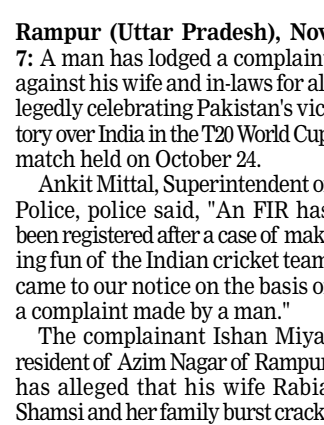 Rampur (Uttar Pradesh), Nov
7: A man has lodged a complaint
against his wife and in-laws for al
legedly celebrating Pakistan's vic
tory over India in the T20 World Cup
match held on October 24.
Ankit Mittal, Superintendent o
Police, police said, "An FIR has
been registered after a case of mak
ing fun of the Indian cricket team
came to our notice on the basis o
a complaint made by a man."
The complainant Ishan Miya
resident of Azim Nagar of Rampur
has alleged that his wife Rabia
Shamsi and her family burst crack